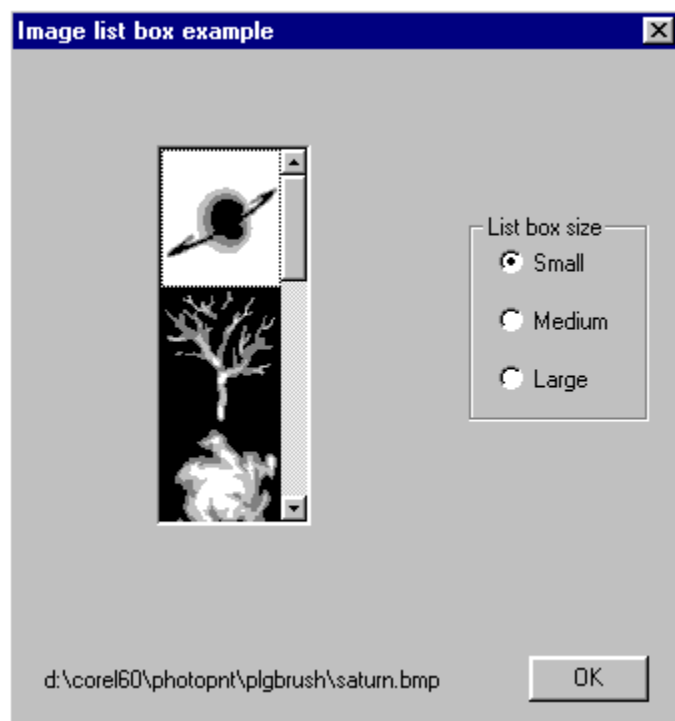 Image list box example
List box size
Small
Medium
Large
d:\corel60\photopnt\plgbrush\saturn.bmp
OK